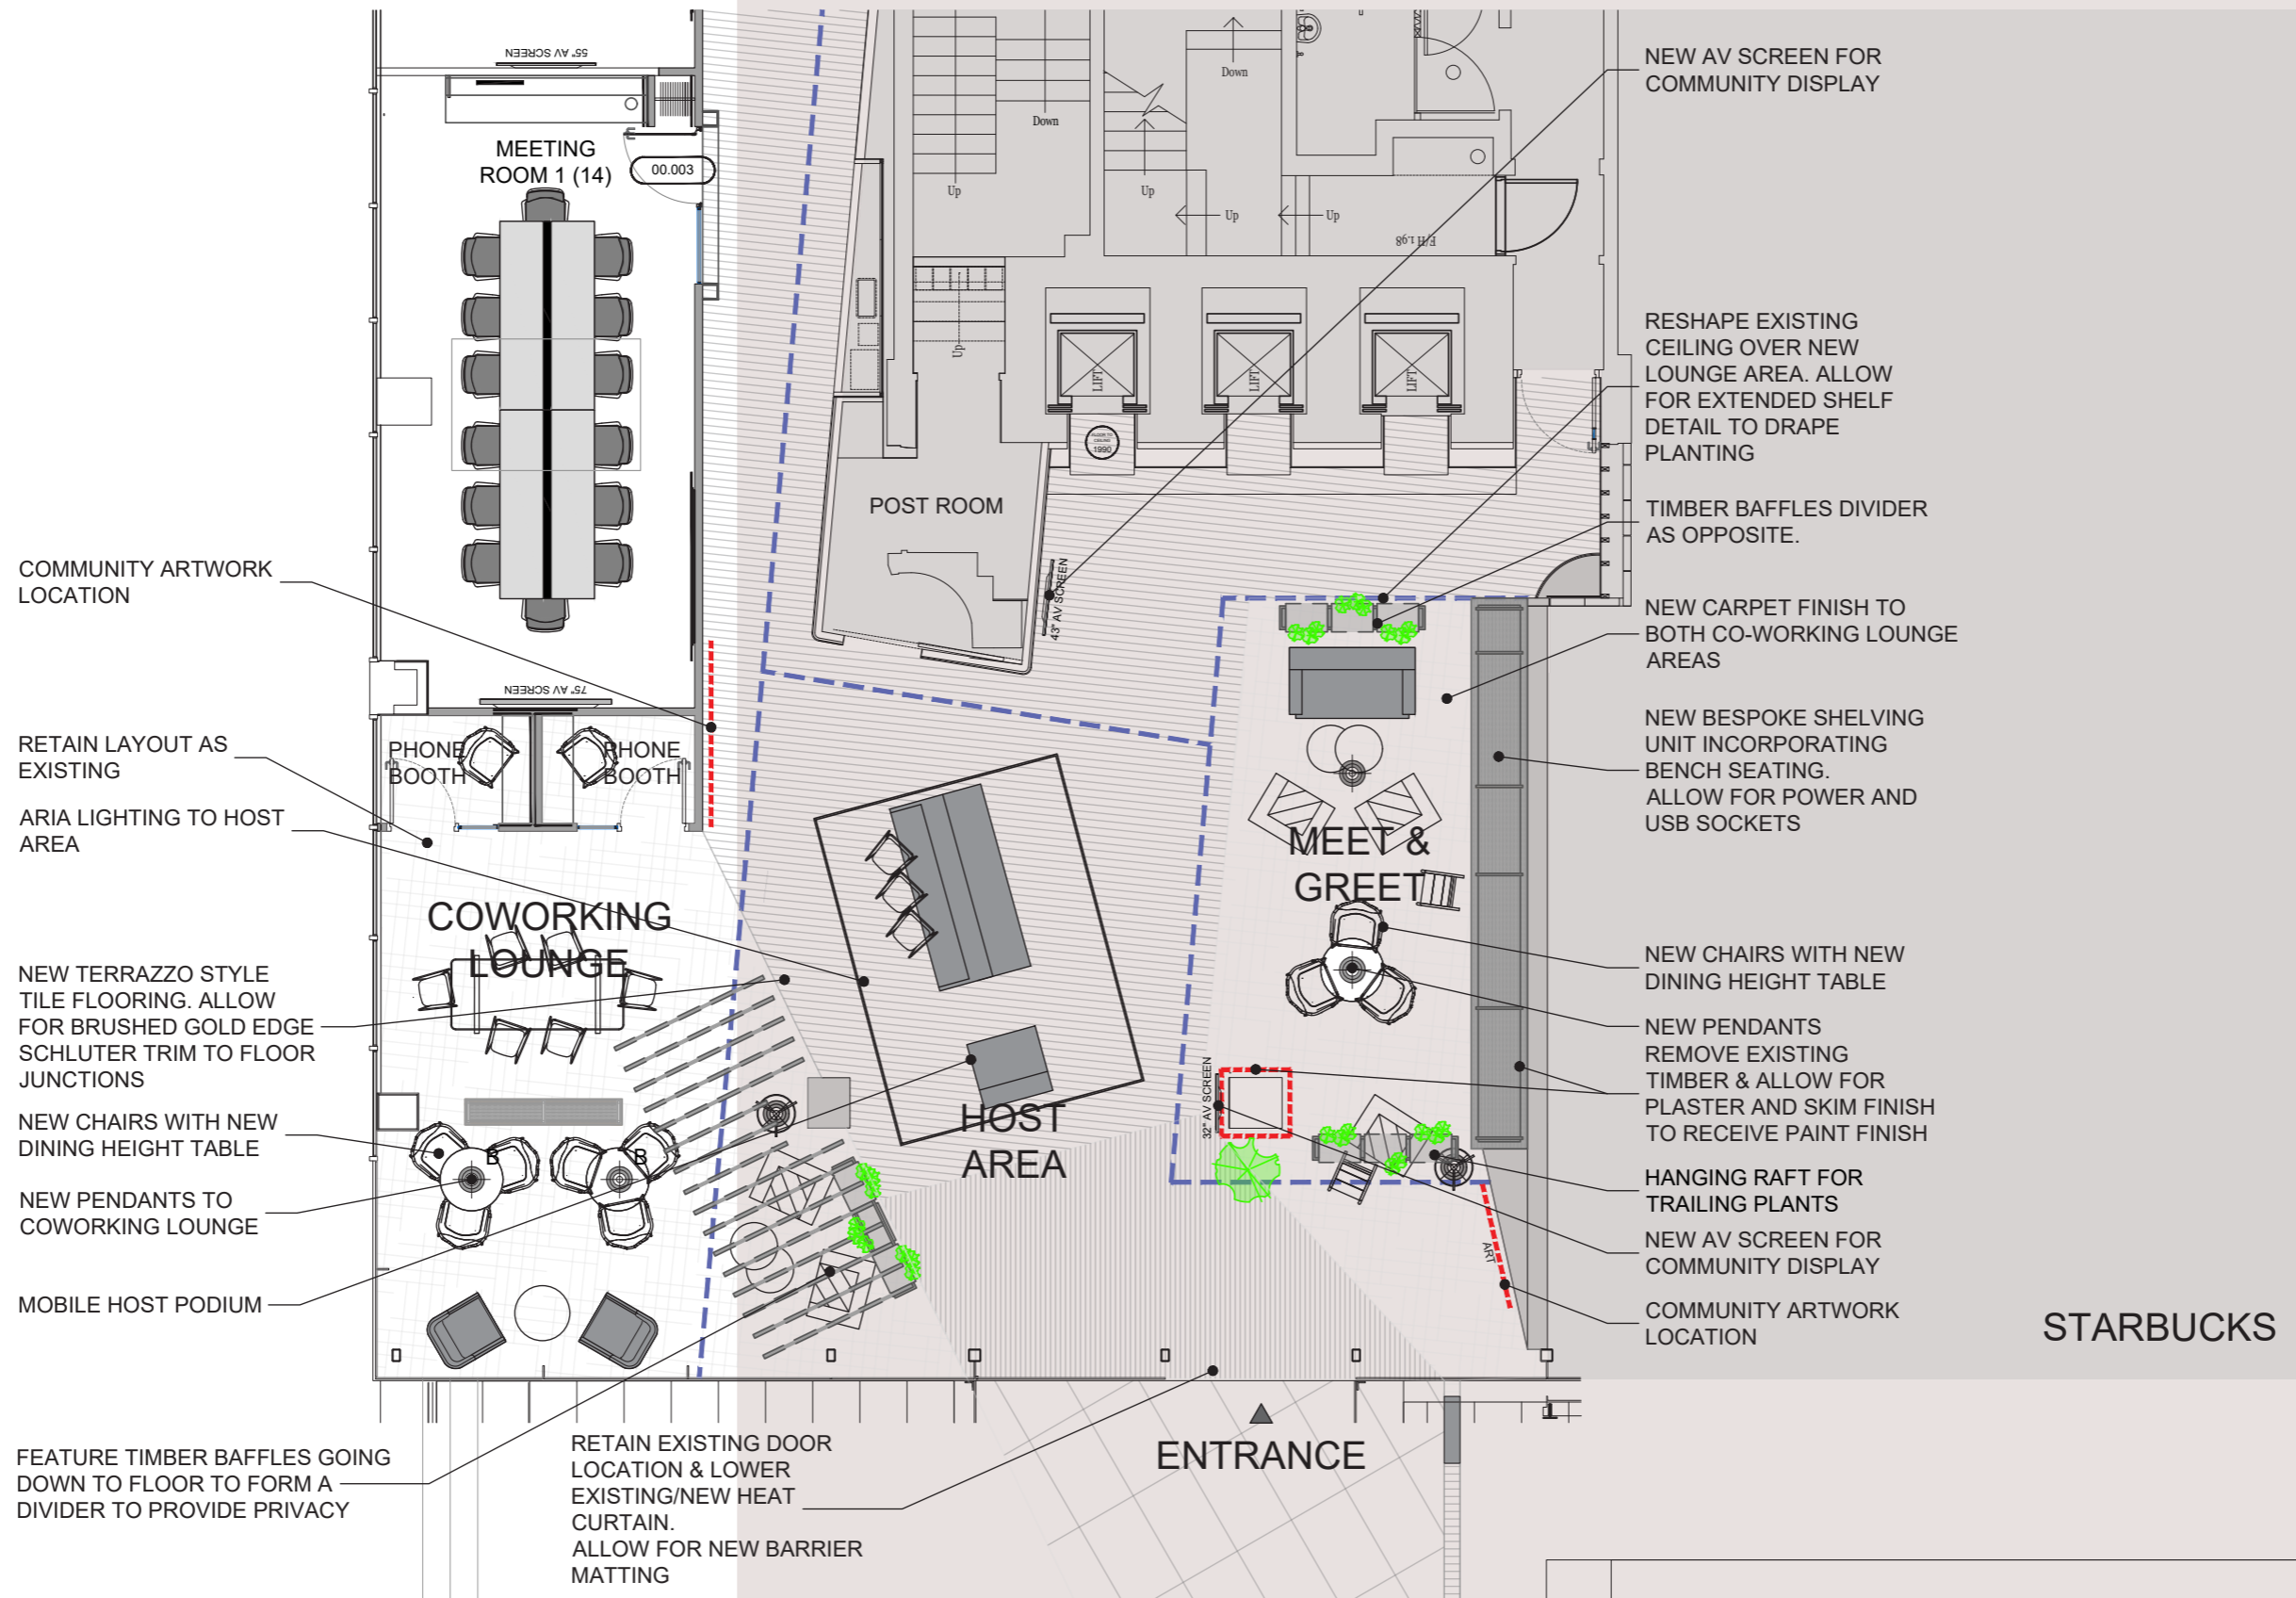 55" AV SCREEN
MEETING
ROOM 1 (14)
00.003
Down
Down
Up
Up
Up
Up
Up
F/H 1.98
LIFT
LIFT
LIFT
FLOOR TO
CEILING
1990
POST ROOM
43" AV SCREEN
75" AV SCREEN
PHONE
BOOTH
PHONE
BOOTH
COWORKING
LOUNGE
B
B
HOST
AREA
MEET &
GREET
32" AV SCREEN
ART
ENTRANCE
STARBUCKS
COMMUNITY ARTWORK
LOCATION
RETAIN LAYOUT AS
EXISTING
ARIA LIGHTING TO HOST
AREA
NEW TERRAZZO STYLE
TILE FLOORING. ALLOW
FOR BRUSHED GOLD EDGE
SCHLUTER TRIM TO FLOOR
JUNCTIONS
NEW CHAIRS WITH NEW
DINING HEIGHT TABLE
NEW PENDANTS TO
COWORKING LOUNGE
MOBILE HOST PODIUM
FEATURE TIMBER BAFFLES GOING
DOWN TO FLOOR TO FORM A
DIVIDER TO PROVIDE PRIVACY
RETAIN EXISTING DOOR
LOCATION & LOWER
EXISTING/NEW HEAT
CURTAIN.
ALLOW FOR NEW BARRIER
MATTING
NEW AV SCREEN FOR
COMMUNITY DISPLAY
RESHAPE EXISTING
CEILING OVER NEW
LOUNGE AREA. ALLOW
FOR EXTENDED SHELF
DETAIL TO DRAPE
PLANTING
TIMBER BAFFLES DIVIDER
AS OPPOSITE.
NEW CARPET FINISH TO
BOTH CO-WORKING LOUNGE
AREAS
NEW BESPOKE SHELVING
UNIT INCORPORATING
BENCH SEATING.
ALLOW FOR POWER AND
USB SOCKETS
NEW CHAIRS WITH NEW
DINING HEIGHT TABLE
NEW PENDANTS
REMOVE EXISTING
TIMBER & ALLOW FOR
PLASTER AND SKIM FINISH
TO RECEIVE PAINT FINISH
HANGING RAFT FOR
TRAILING PLANTS
NEW AV SCREEN FOR
COMMUNITY DISPLAY
COMMUNITY ARTWORK
LOCATION